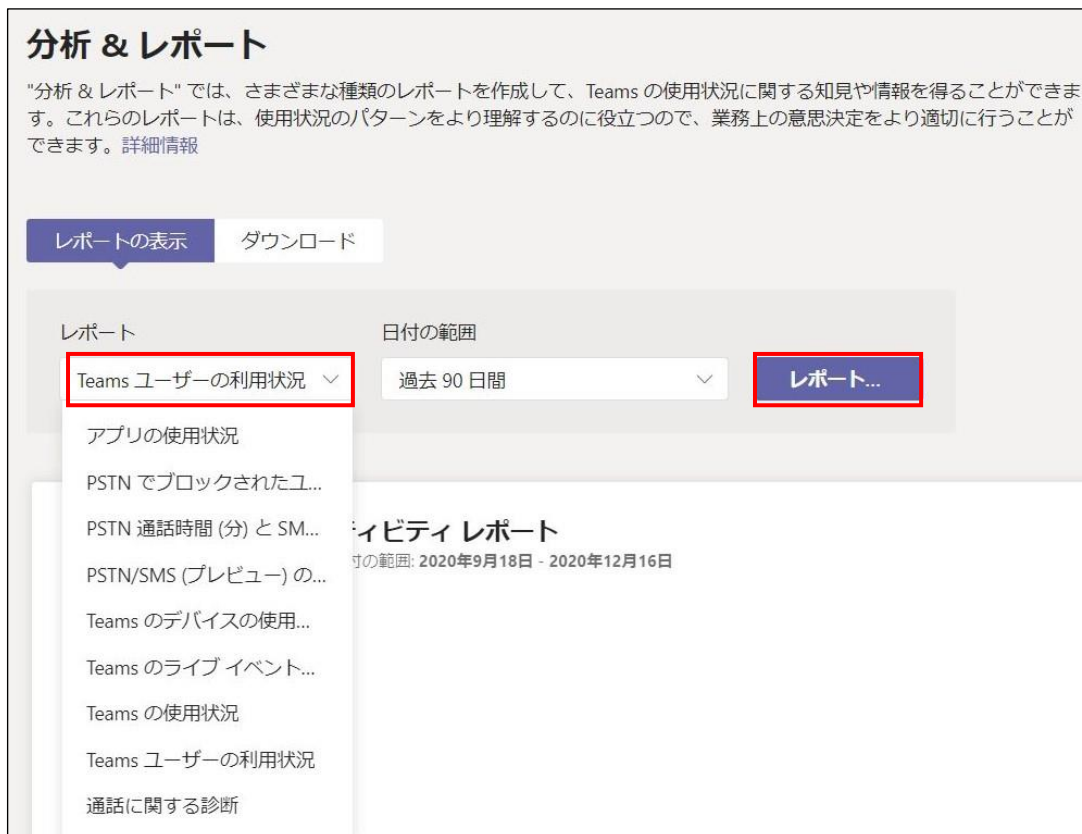 分析 & レポート
"分析 & レポート" では、さまざまな種類のレポートを作成して、Teams の使用状況に関する知見や情報を得ることができま
す。これらのレポートは、使用状況のパターンをより理解するのに役立つので、業務上の意思決定をより適切に行うことが
できます。詳細情報
レポートの表示 ダウンロード
レポート 日付の範囲
Teams ユーザーの利用状況 過去 90 日間 レポート...
アプリの使用状況
PSTN でブロックされたユ...
PSTN 通話時間 (分) と SM...
ティビティ レポート
付の範囲: 2020年9月18日 - 2020年12月16日
PSTN/SMS (プレビュー) の...
Teams のデバイスの使用...
Teams のライブ イベント...
Teams の使用状況
Teams ユーザーの利用状況
通話に関する診断